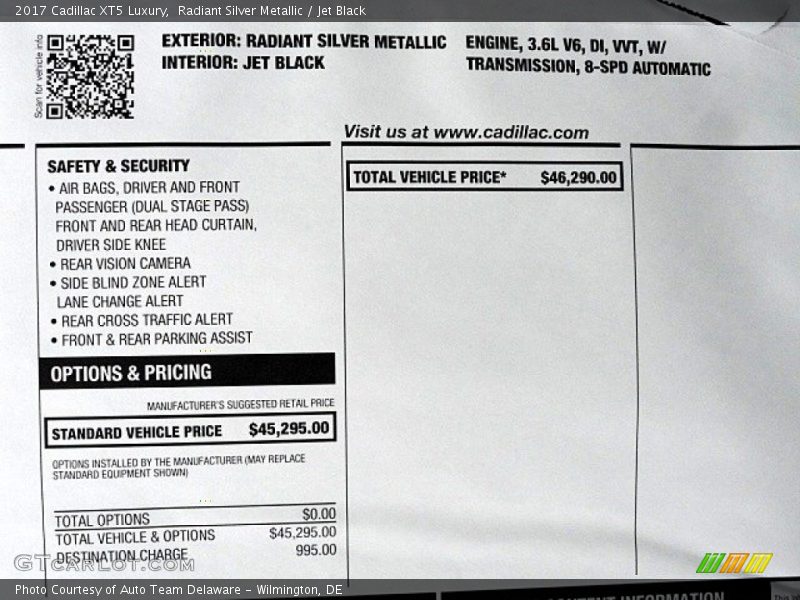 2017 Cadillac XT5 Luxury, Radiant Silver Metallic / Jet Black
Scan for vehicle info
EXTERIOR: RADIANT SILVER METALLIC
INTERIOR: JET BLACK
ENGINE, 3.6L V6, DI, VVT, W/
TRANSMISSION, 8-SPD AUTOMATIC
Visit us at www.cadillac.com
SAFETY & SECURITY
• AIR BAGS, DRIVER AND FRONT
PASSENGER (DUAL STAGE PASS)
FRONT AND REAR HEAD CURTAIN,
DRIVER SIDE KNEE
• REAR VISION CAMERA
• SIDE BLIND ZONE ALERT
LANE CHANGE ALERT
• REAR CROSS TRAFFIC ALERT
• FRONT & REAR PARKING ASSIST
OPTIONS & PRICING
MANUFACTURER'S SUGGESTED RETAIL PRICE
STANDARD VEHICLE PRICE $45,295.00
OPTIONS INSTALLED BY THE MANUFACTURER (MAY REPLACE
STANDARD EQUIPMENT SHOWN)
TOTAL OPTIONS $0.00
TOTAL VEHICLE & OPTIONS $45,295.00
DESTINATION CHARGE 995.00
TOTAL VEHICLE PRICE* $46,290.00
GTCarLot.com
Photo Courtesy of Auto Team Delaware - Wilmington, DE
CONTENT INFORMATION